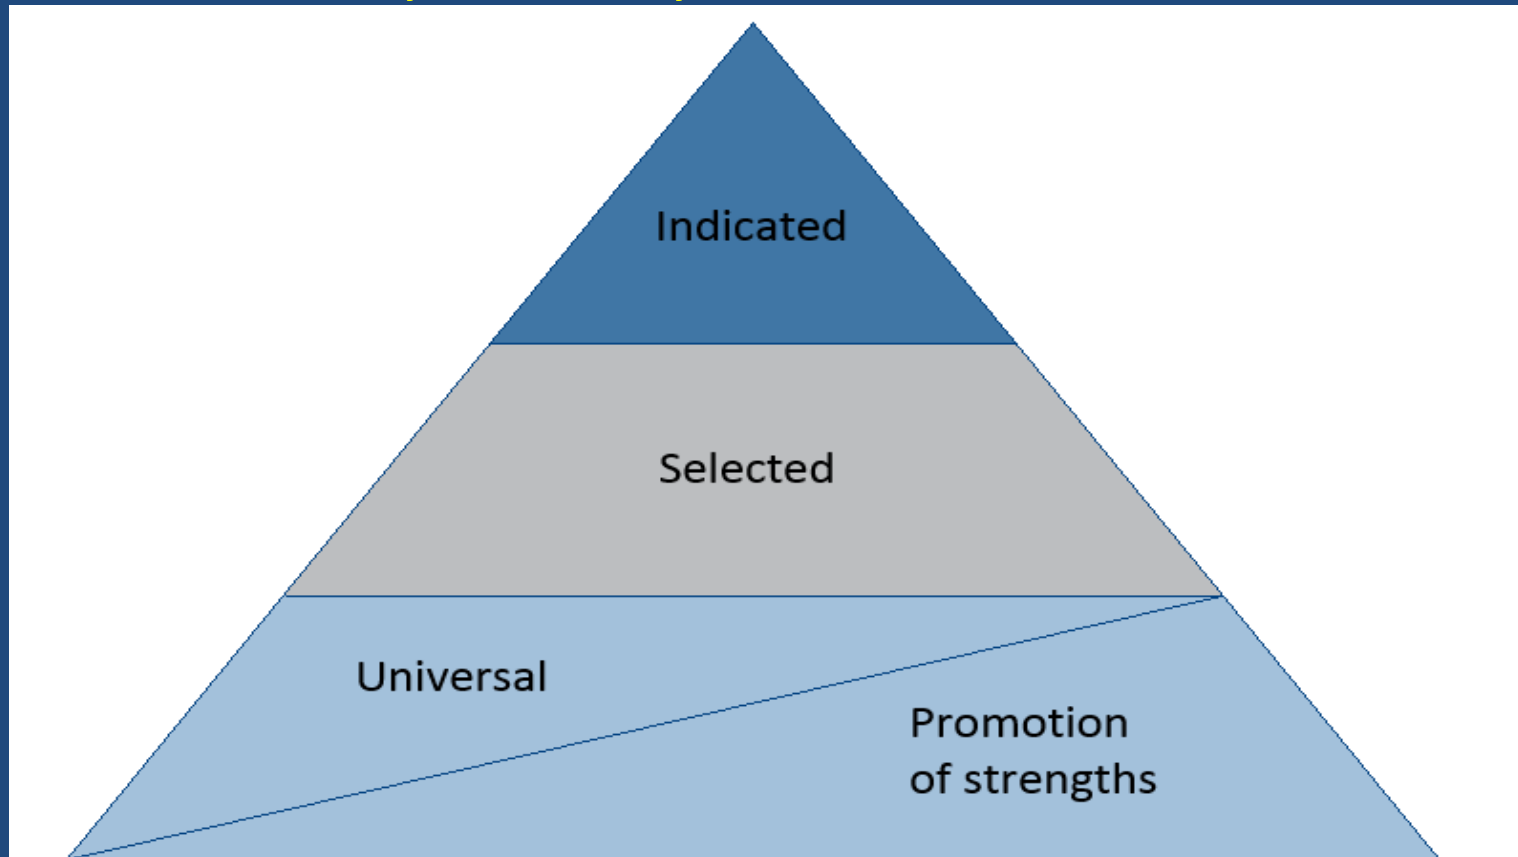 Indicated
Selected
Universal
Promotion
of strengths